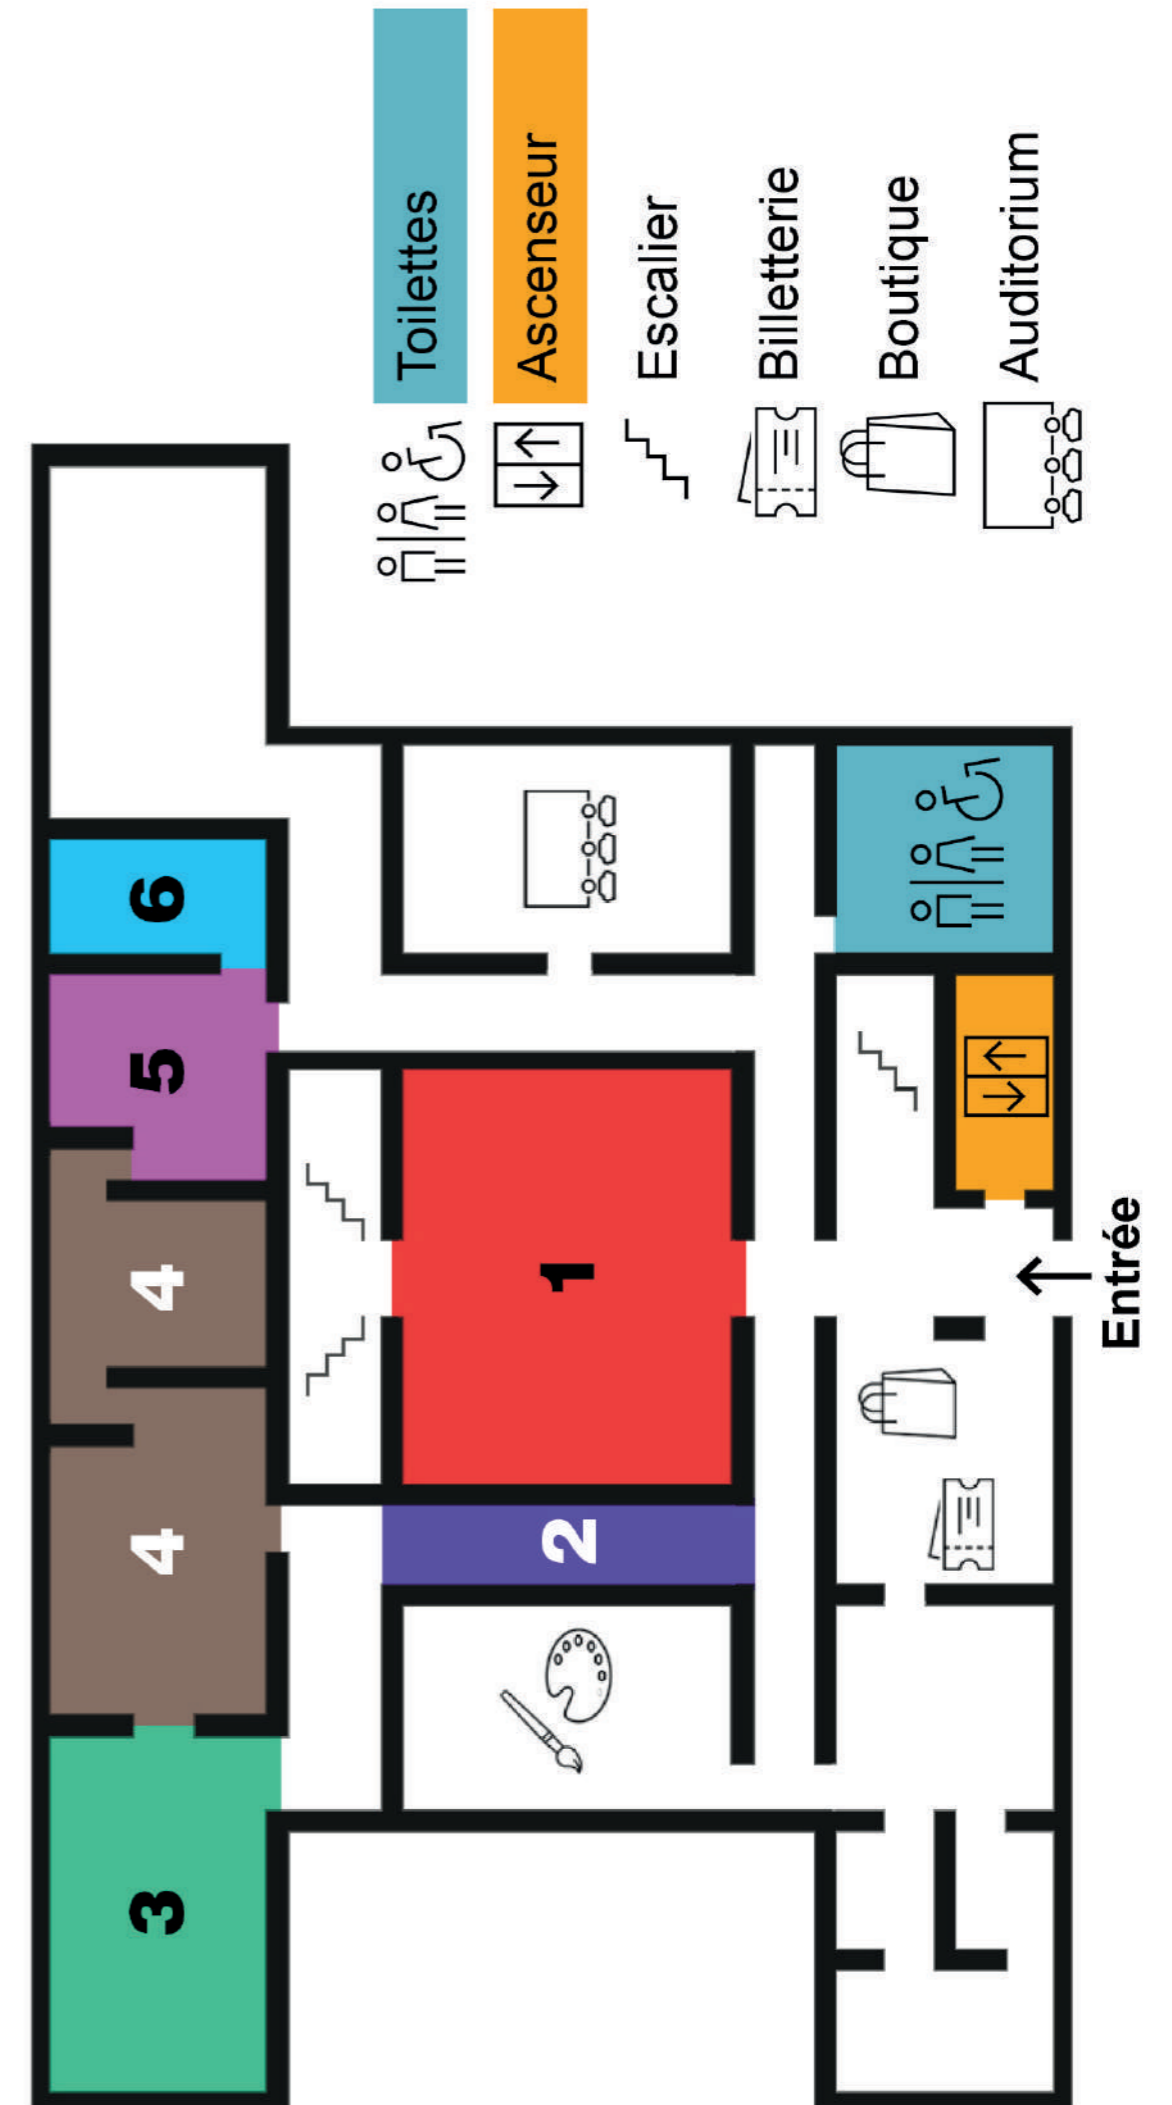 Toilettes
Ascenseur
Escalier
Billetterie
Boutique
Auditorium
3
4
4
5
6
2
1
Entrée